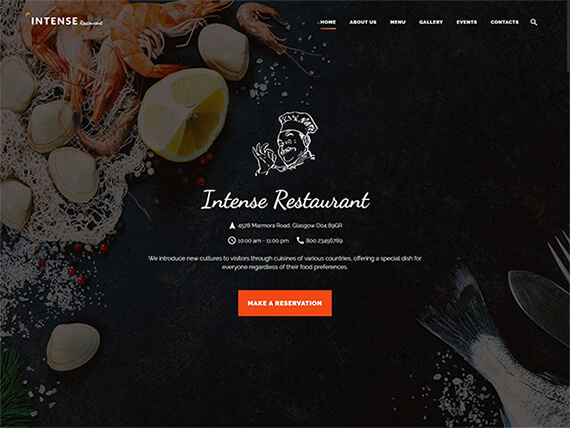 INTENSE Restaurant
HOME ABOUT US MENU GALLERY EVENTS CONTACTS
Intense Restaurant
4578 Marmora Road, Glasgow D04 89GR
10:00 am - 11:00 pm 800 23456789
We introduce new cultures to visitors through cuisines of various countries, offering a special dish for
everyone regardless of their food preferences.
MAKE A RESERVATION